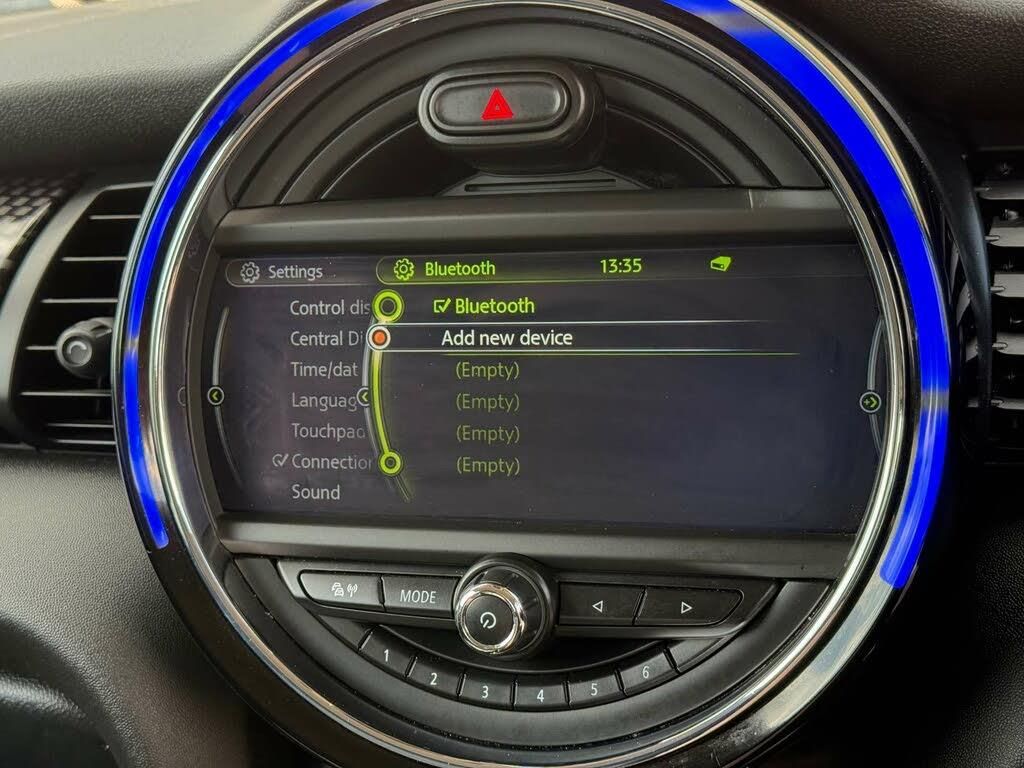 Settings
Bluetooth
13:35
Control dis
Bluetooth
Central Di
Add new device
Time/dat
(Empty)
Languag
(Empty)
Touchpad
(Empty)
Connection
(Empty)
Sound
MODE
1
2
3
4
5
6